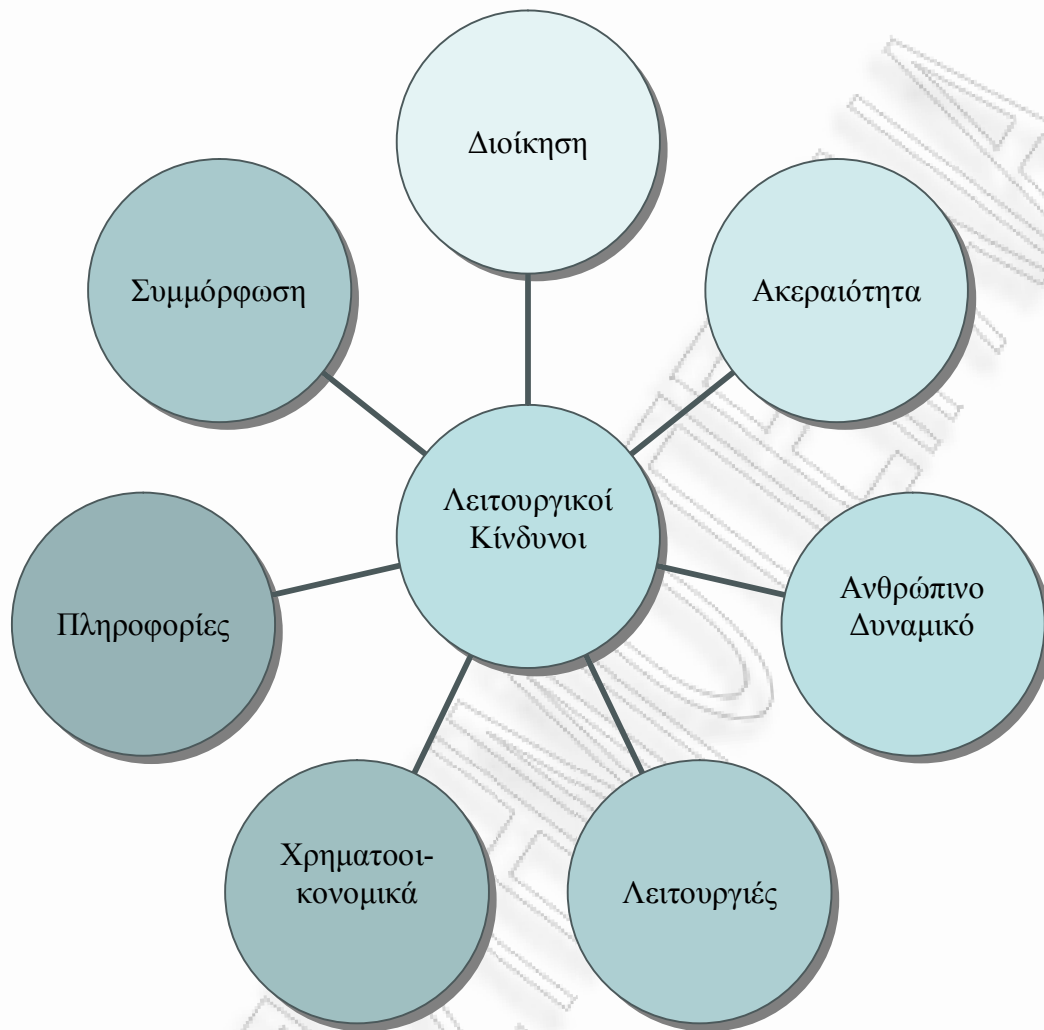 Διοίκηση
Ακεραιότητα
Ανθρώπινο
Δυναμικό
Λειτουργιές
Χρηματοοι-
κονομικά
Πληροφορίες
Συμμόρφωση
Λειτουργικοί
Κίνδυνοι